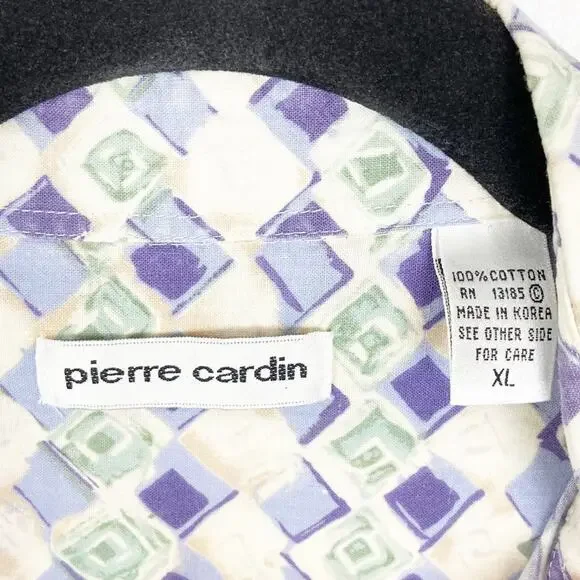 pierre cardin
100% COTTON
RN 13185 ©
MADE IN KOREA
SEE OTHER SIDE
FOR CARE
XL